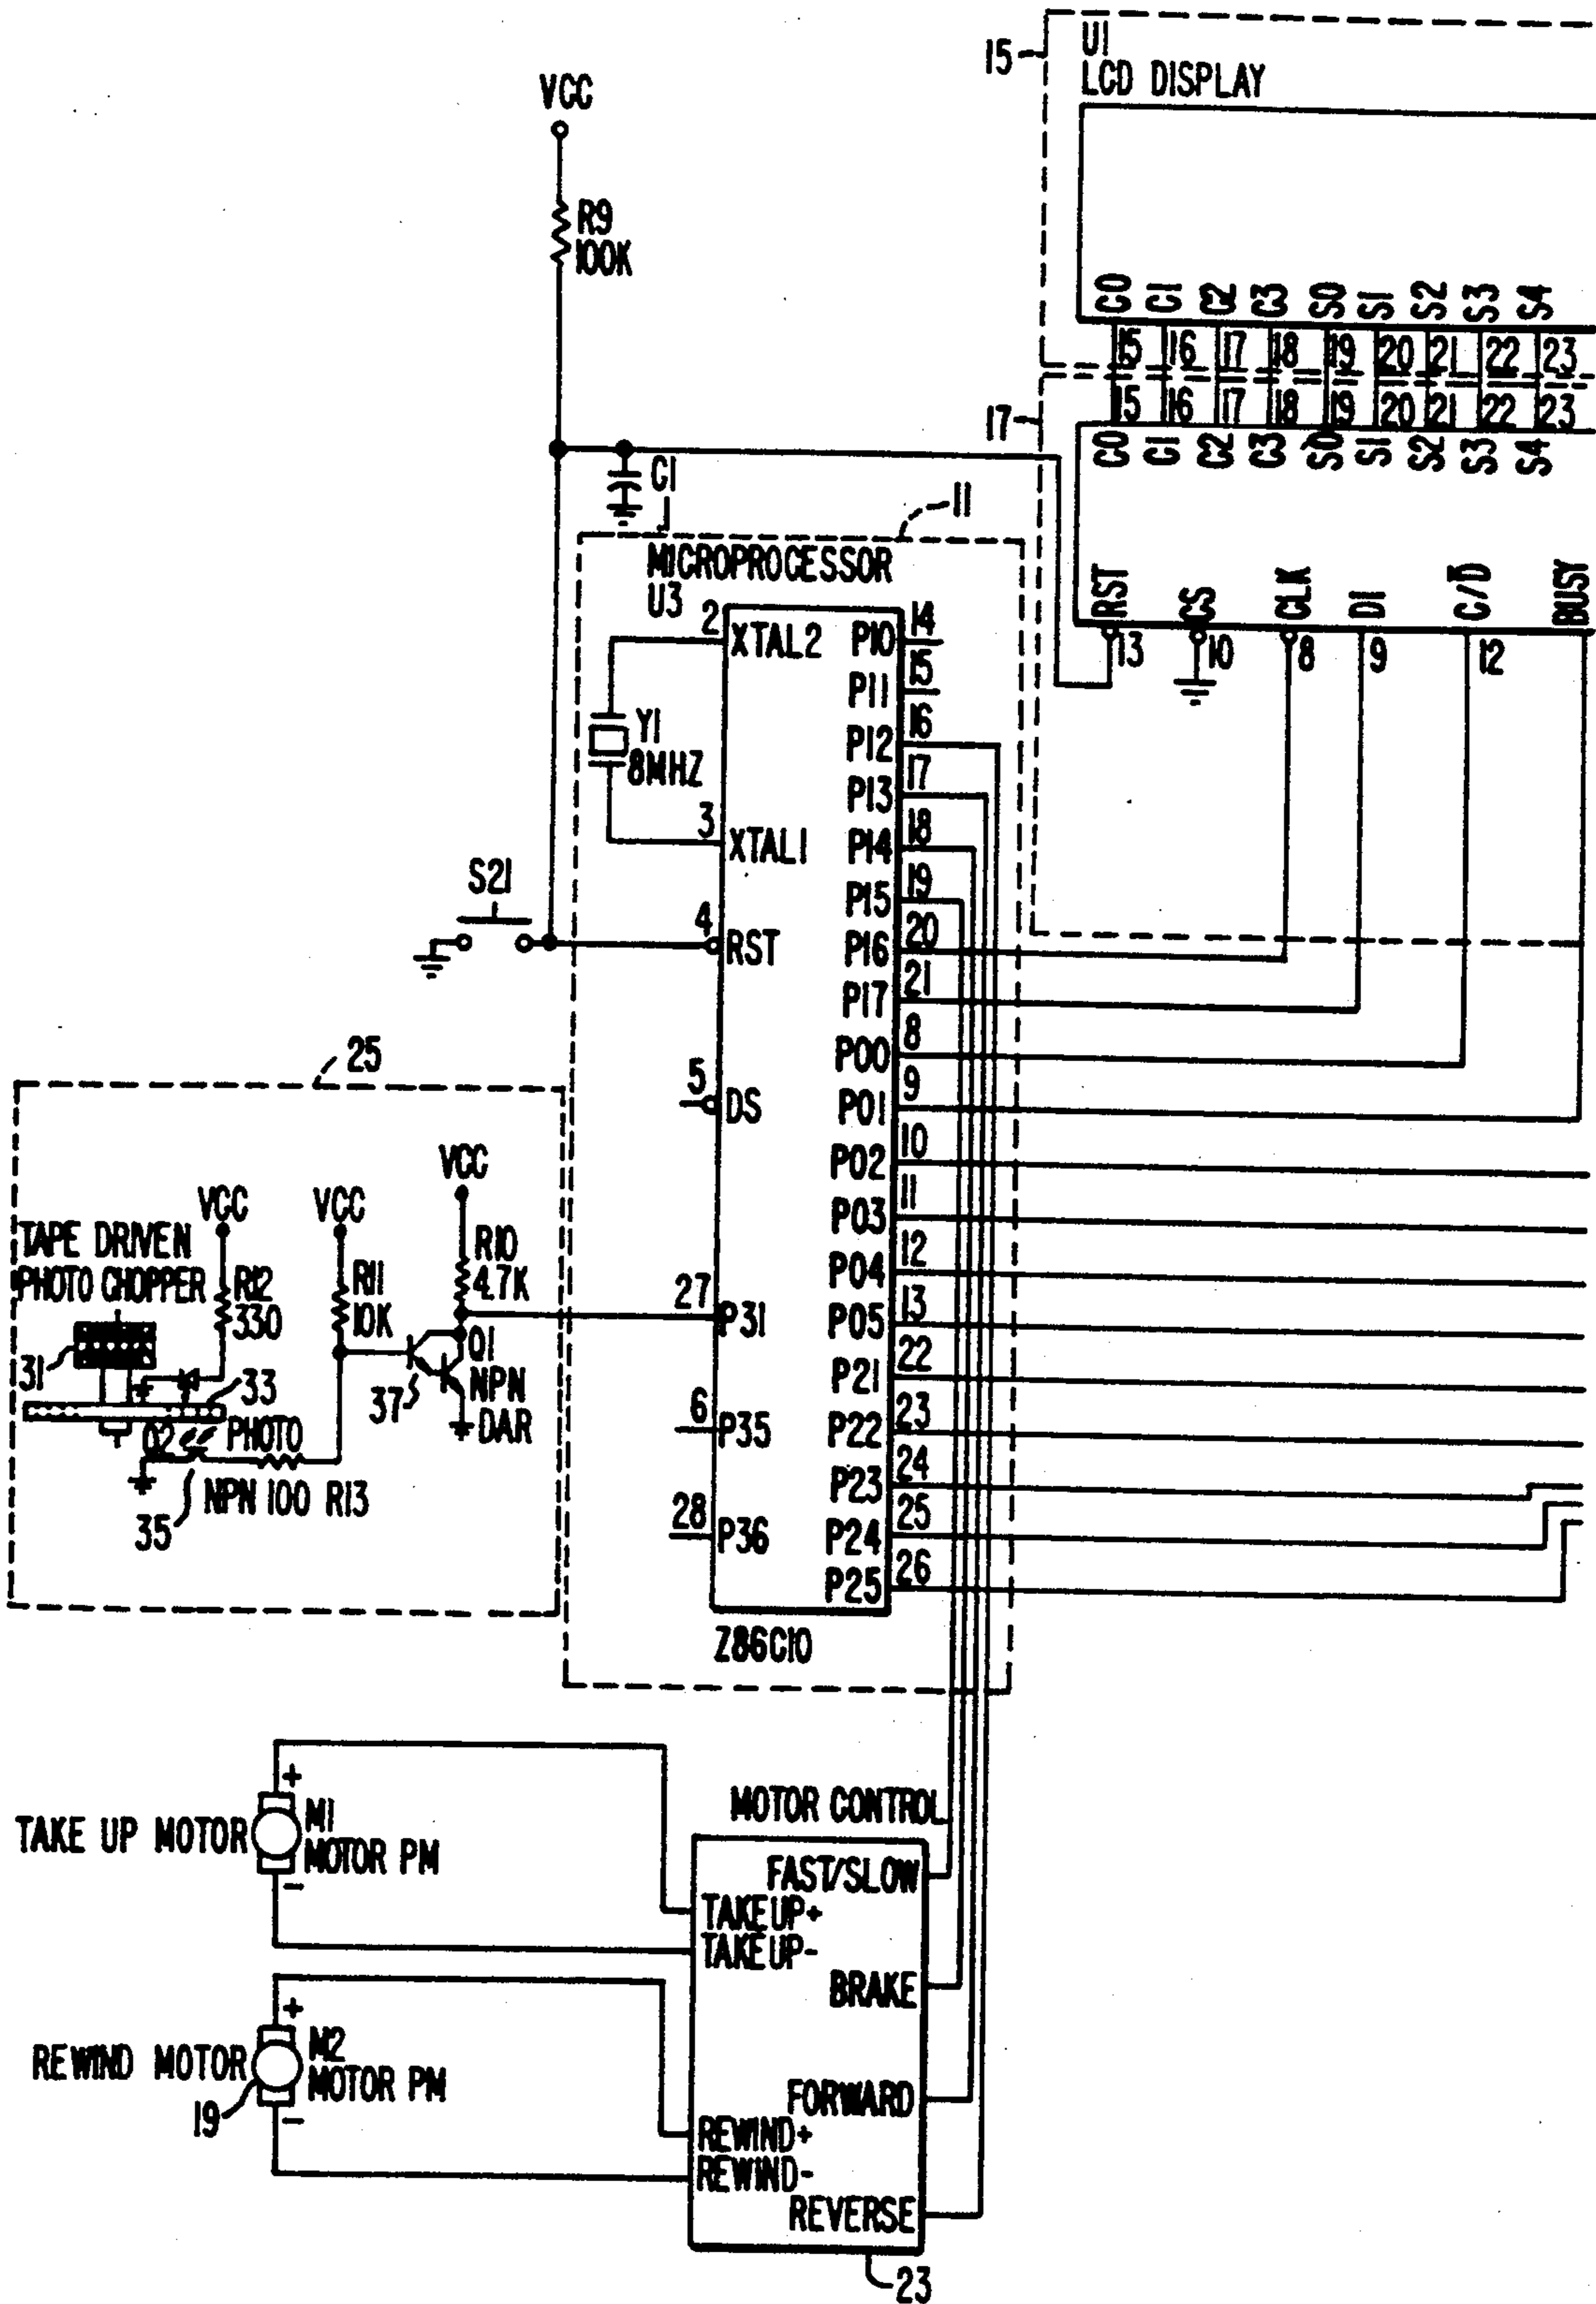 15
U1
LCD DISPLAY
VCC
R9
100K
C0 C1 C2 C3 S0 S1 S2 S3 S4
15 16 17 18 19 20 21 22 23
17
15 16 17 18 19 20 21 22 23
C0 C1 C2 C3 S0 S1 S2 S3 S4
C1
11
MICROPROCESSOR
U3
RST CS CLK DI C/D̅ BUSY
13 10 8 9 12
2 XTAL2 P10 14
P11 15
Y1
8MHZ
P12 16
P13 17
3 XTAL1 P14 18
S21
P15 19
4 RST P16 20
P17 21
25
P00 8
5 DS P01 9
P02 10
VCC
VCC
VCC
P03 11
TAPE DRIVEN
PHOTO CHOPPER
R12
330
R11
10K
R10
4.7K
P04 12
27 P31 P05 13
31
33
37
Q1
NPN
DAR
P21 22
6 P35 P22 23
Q2 PHOTO
NPN 100 R13
35
P23 24
28 P36 P24 25
P25 26
Z86C10
MOTOR CONTROL
+
TAKE UP MOTOR
M1
MOTOR PM
-
FAST/SLOW
TAKE UP+
TAKE UP-
BRAKE
+
REWIND MOTOR
M2
MOTOR PM
19
-
FORWARD
REWIND+
REWIND-
REVERSE
23